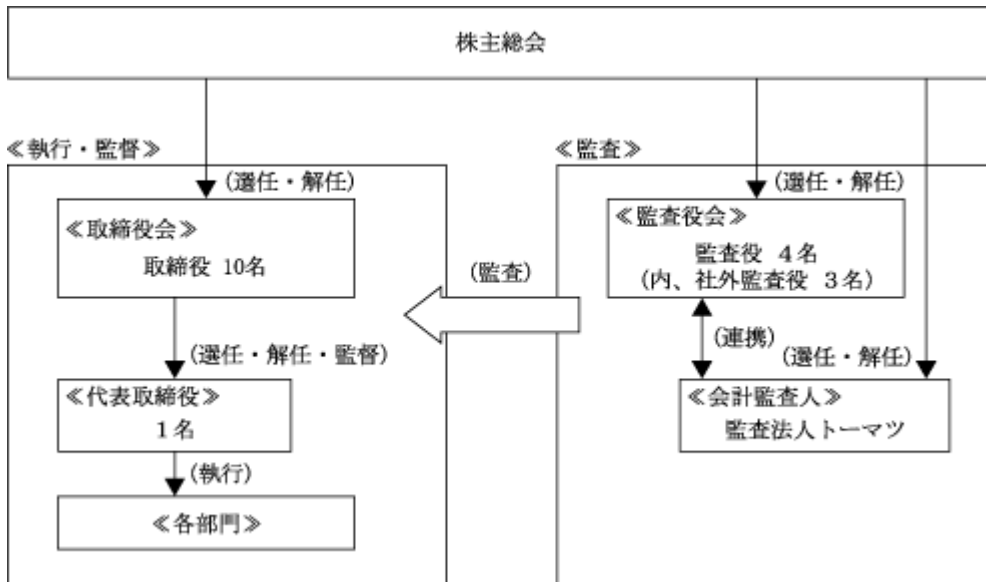 株主総会
≪執行・監督≫
(選任・解任)
≪取締役会≫
取締役 10名
(選任・解任・監督)
≪代表取締役≫
1名
(執行)
≪各部門≫
(監査)
≪監査≫
(選任・解任)
≪監査役会≫
監査役 4名
(内、社外監査役 3名)
(連携)
(選任・解任)
≪会計監査人≫
監査法人トーマツ